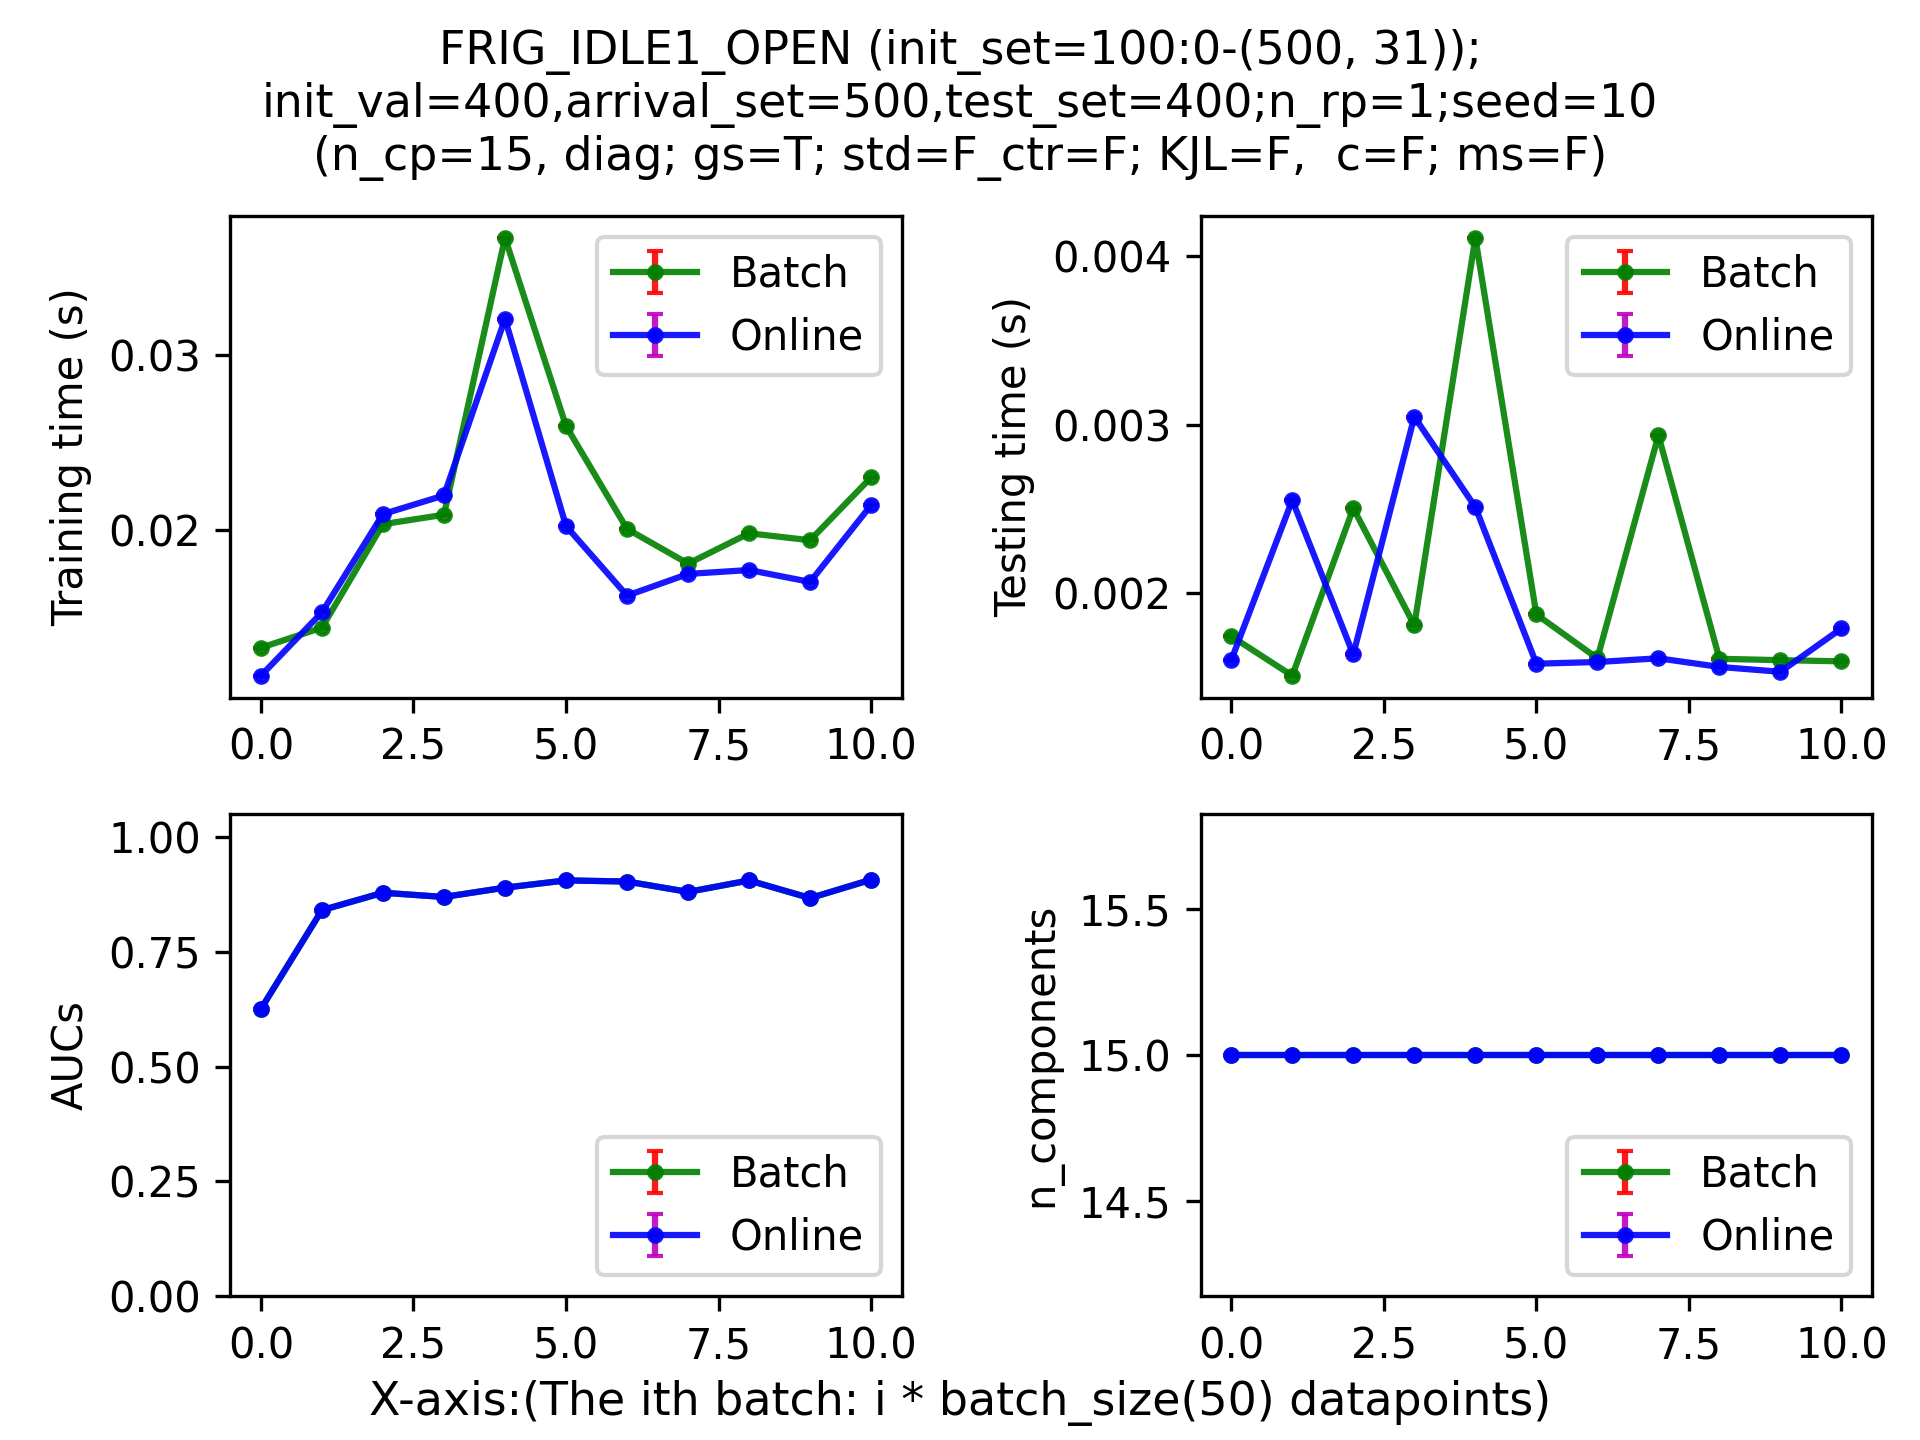 FRIG_IDLE1_OPEN (init_set=100:0-(500, 31));
init_val=400,arrival_set=500,test_set=400;n_rp=1;seed=10
(n_cp=15, diag; gs=T; std=F_ctr=F; KJL=F,  c=F; ms=F)
Training time (s)
0.03
0.02
Batch
Online
0.0 2.5 5.0 7.5 10.0
Testing time (s)
0.004
0.003
0.002
Batch
Online
0.0 2.5 5.0 7.5 10.0
AUCs
1.00
0.75
0.50
0.25
0.00
Batch
Online
0.0 2.5 5.0 7.5 10.0
n_components
15.5
15.0
14.5
Batch
Online
0.0 2.5 5.0 7.5 10.0
X-axis:(The ith batch: i * batch_size(50) datapoints)